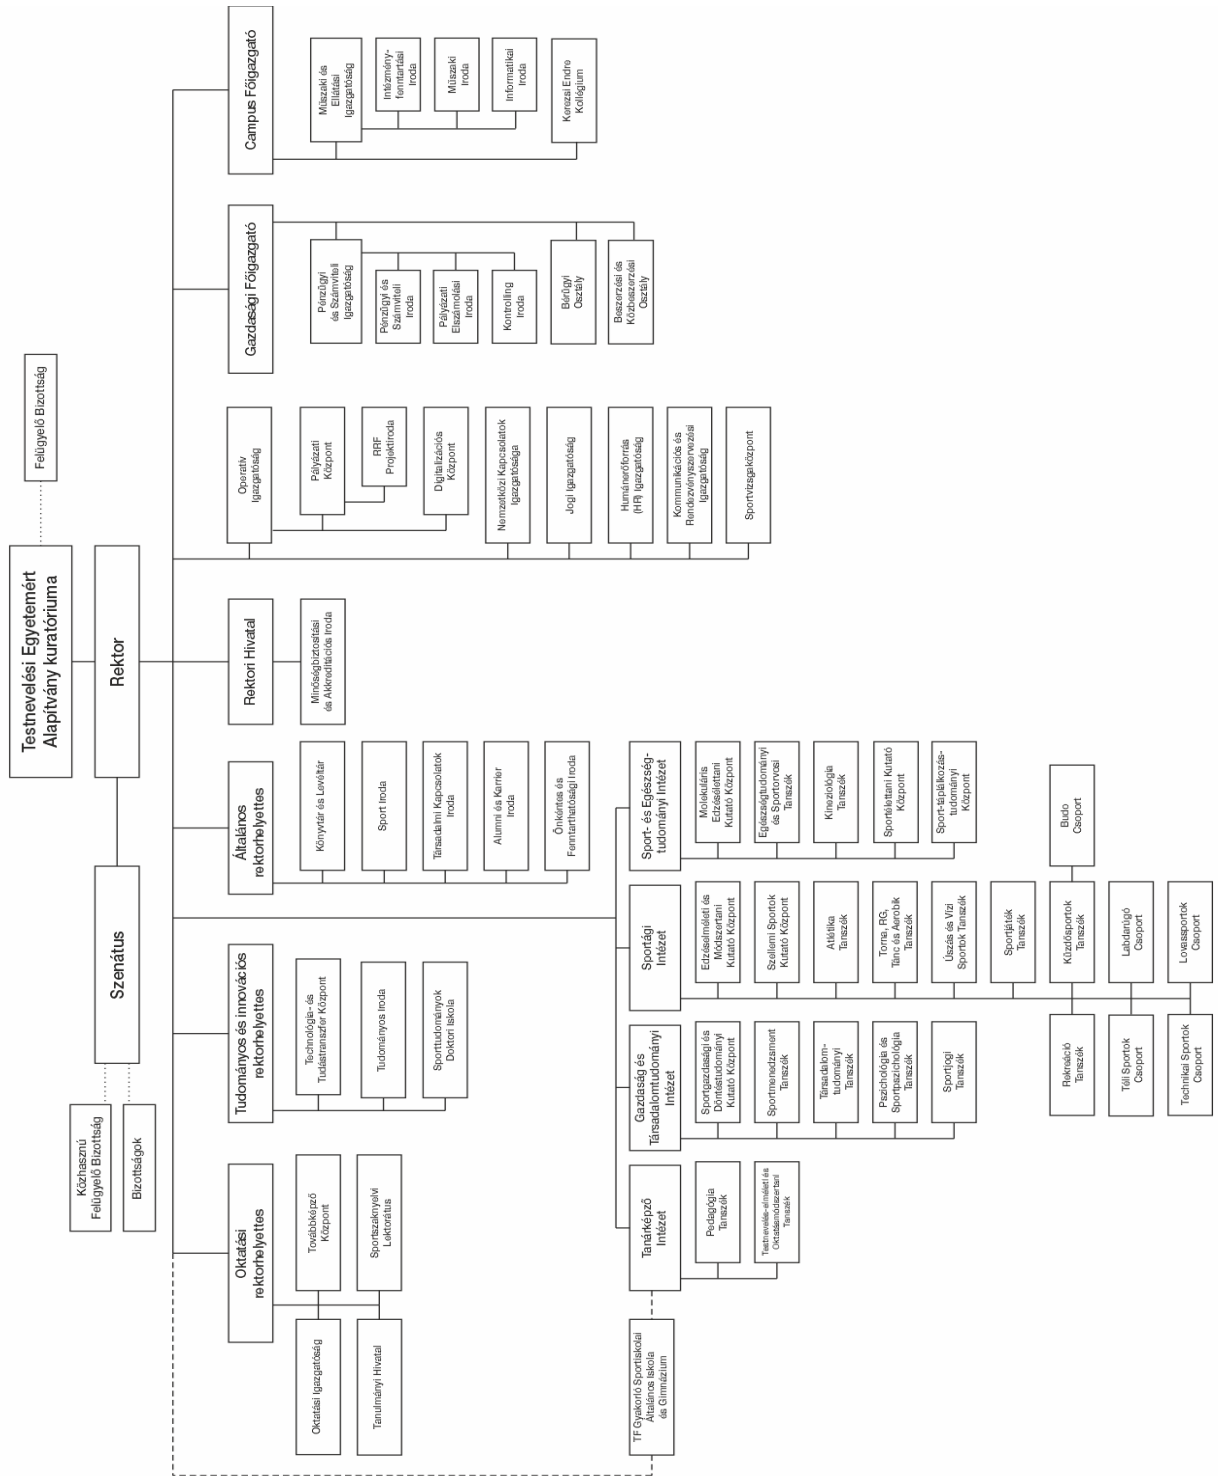 Testnevelési Egyetemért
Alapítvány kuratóriuma
Felügyelő Bizottság
Rektor
Szenátus
Közhasznú
Felügyelő Bizottság
Bizottságok
Oktatási
rektorhelyettes
Oktatási Igazgatóság
Továbbképző
Központ
Tanulmányi Hivatal
Sportszaknyelvi
Lektorátus
Tudományos és innovációs
rektorhelyettes
Technológia- és
Tudástranszfer Központ
Tudományos Iroda
Sporttudományok
Doktori Iskola
Általános
rektorhelyettes
Könyvtár és Levéltár
Sport Iroda
Társadalmi Kapcsolatok
Iroda
Alumni és Karrier
Iroda
Önkéntes és
Fenntarthatósági Iroda
Rektori Hivatal
Minőségbiztosítási
és Akkreditációs Iroda
Operatív
Igazgatóság
Pályázati
Központ
RRF
Projektiroda
Digitalizációs
Központ
Nemzetközi Kapcsolatok
Igazgatósága
Jogi Igazgatóság
Humánerőforrás
(HR) Igazgatóság
Kommunikációs és
Rendezvényszervezési
Igazgatóság
Sportvizsgaközpont
Gazdasági Főigazgató
Pénzügyi
és Számviteli
Igazgatóság
Pénzügyi és
Számviteli
Iroda
Pályázati
Elszámolási
Iroda
Kontrolling
Iroda
Bérügyi
Osztály
Beszerzési és
Közbeszerzési
Osztály
Campus Főigazgató
Műszaki és
Ellátási
Igazgatóság
Intézmény-
fenntartási
Iroda
Műszaki
Iroda
Informatikai
Iroda
Kerezsi Endre
Kollégium
TF Gyakorló Sportiskolai
Általános Iskola
és Gimnázium
Tanárképző
Intézet
Pedagógia
Tanszék
Testnevelés-elméleti és
Oktatásmódszertani
Tanszék
Gazdaság és
Társadalomtudományi
Intézet
Sportgazdasági és
Döntéstudományi
Kutató Központ
Sportmenedzsment
Tanszék
Társadalom-
tudományi
Tanszék
Pszichológia és
Sportpszichológia
Tanszék
Sportjogi
Tanszék
Sportági
Intézet
Edzéselméleti és
Módszertani
Kutató Központ
Szellemi Sportok
Kutató Központ
Atlétika
Tanszék
Torna, RG,
Tánc és Aerobik
Tanszék
Úszás és Vízi
Sportok Tanszék
Sportjáték
Tanszék
Rekreáció
Tanszék
Küzdősportok
Tanszék
Budo
Csoport
Téli Sportok
Csoport
Labdarúgó
Csoport
Technikai Sportok
Csoport
Lovassportok
Csoport
Sport- és Egészség-
tudományi Intézet
Molekuláris
Edzésélettani
Kutató Központ
Egészségtudományi
és Sportorvosi
Tanszék
Kineziológia
Tanszék
Sportélettani Kutató
Központ
Sport-táplálkozás-
tudományi
Központ